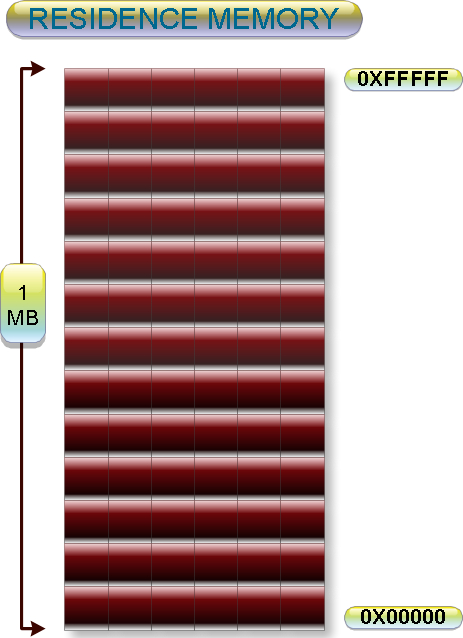 RESIDENCE MEMORY
0XFFFFF
1
MB
0X00000